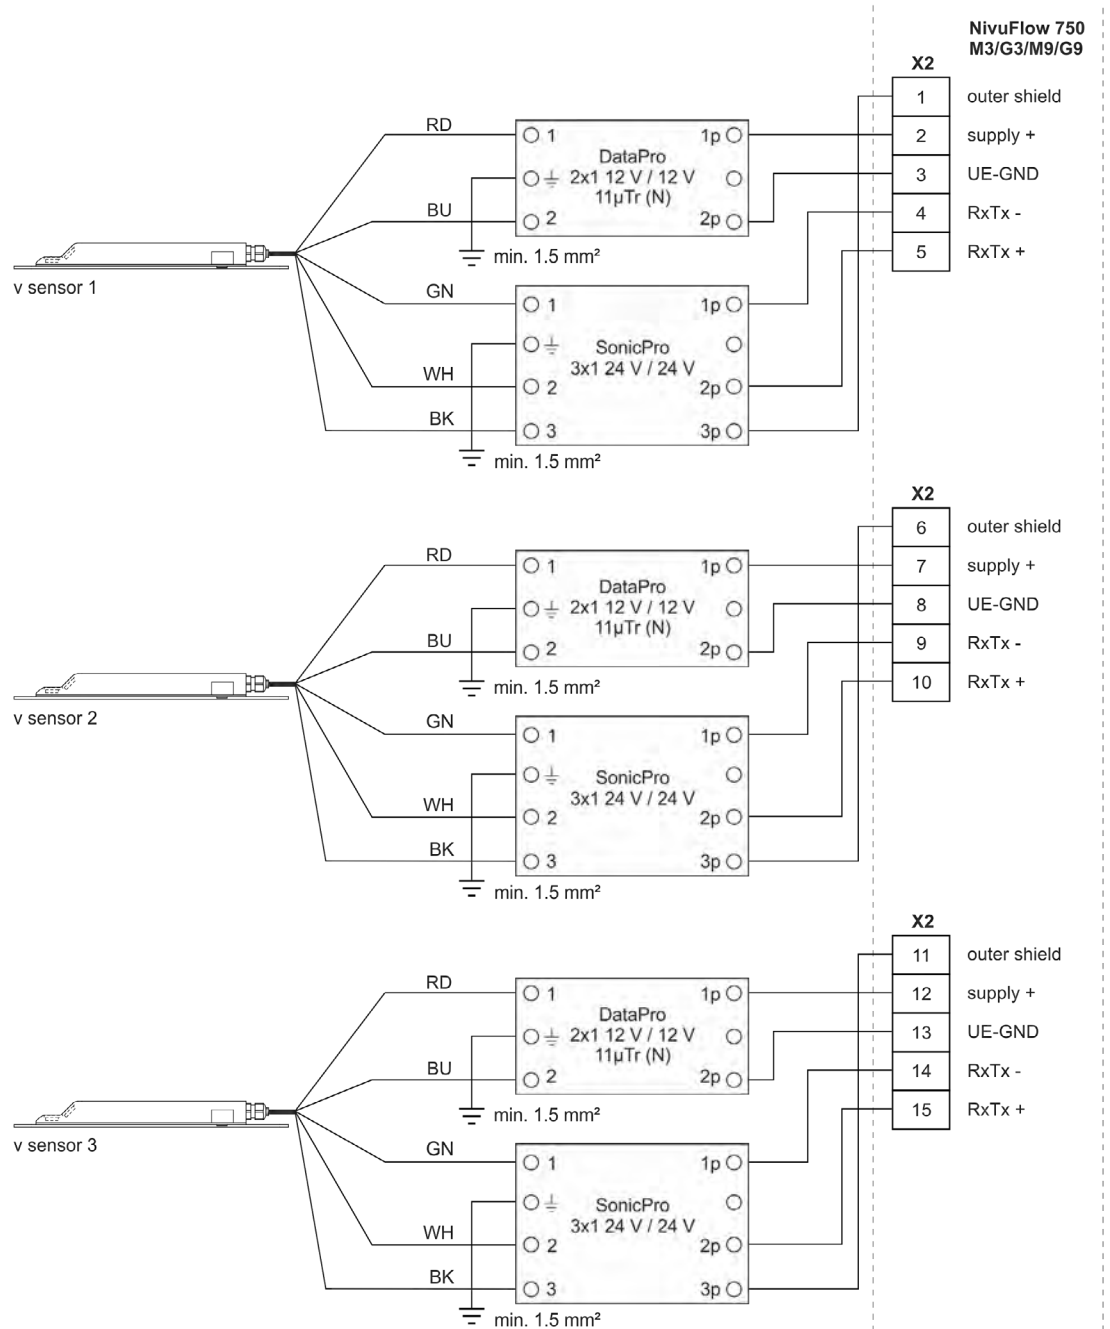 NivuFlow 750
M3/G3/M9/G9
X2
1 outer shield
RD
1 1p
2 supply +
DataPro
2x1 12 V / 12 V
11µTr (N)
3 UE-GND
BU
2 2p
4 RxTx -
min. 1.5 mm²
5 RxTx +
v sensor 1
GN
1 1p
SonicPro
3x1 24 V / 24 V
WH
2 2p
BK
3 3p
min. 1.5 mm²
X2
6 outer shield
RD
1 1p
7 supply +
DataPro
2x1 12 V / 12 V
11µTr (N)
8 UE-GND
BU
2 2p
9 RxTx -
min. 1.5 mm²
10 RxTx +
v sensor 2
GN
1 1p
SonicPro
3x1 24 V / 24 V
WH
2 2p
BK
3 3p
min. 1.5 mm²
X2
11 outer shield
RD
1 1p
12 supply +
DataPro
2x1 12 V / 12 V
11µTr (N)
13 UE-GND
BU
2 2p
14 RxTx -
min. 1.5 mm²
15 RxTx +
v sensor 3
GN
1 1p
SonicPro
3x1 24 V / 24 V
WH
2 2p
BK
3 3p
min. 1.5 mm²